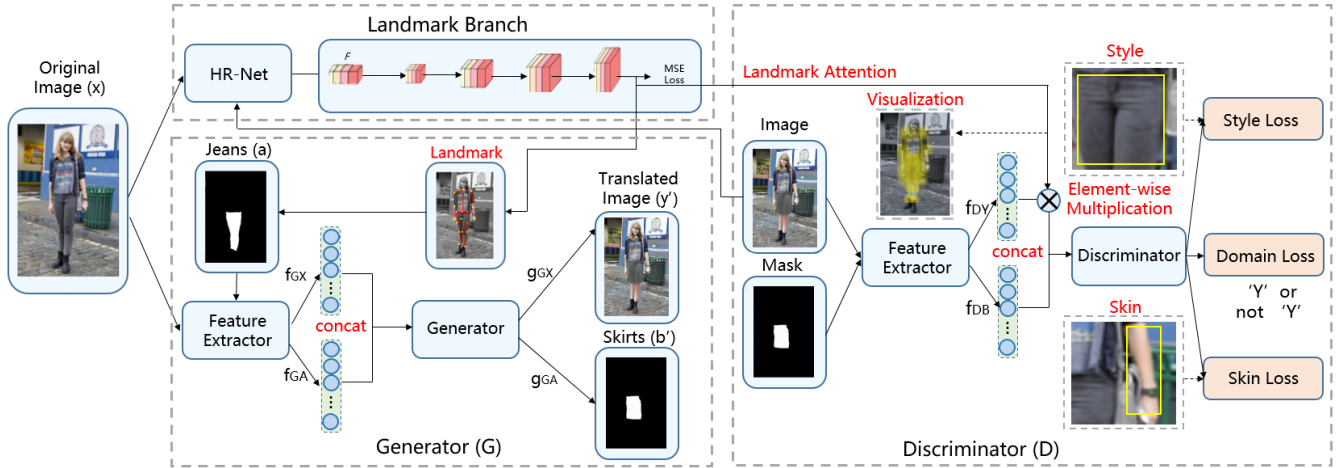 Original
Image (x)
Landmark Branch
HR-Net
F
MSE
Loss
Jeans (a)
Landmark
Translated
Image (y')
Feature
Extractor
fGX
fGA
concat
Generator
gGX
gGA
Skirts (b')
Generator (G)
Landmark Attention
Visualization
Image
Mask
Feature
Extractor
fDY
fDB
concat
Element-wise
Multiplication
Discriminator
Style
Skin
Style Loss
Domain Loss
'Y' or
not 'Y'
Skin Loss
Discriminator (D)